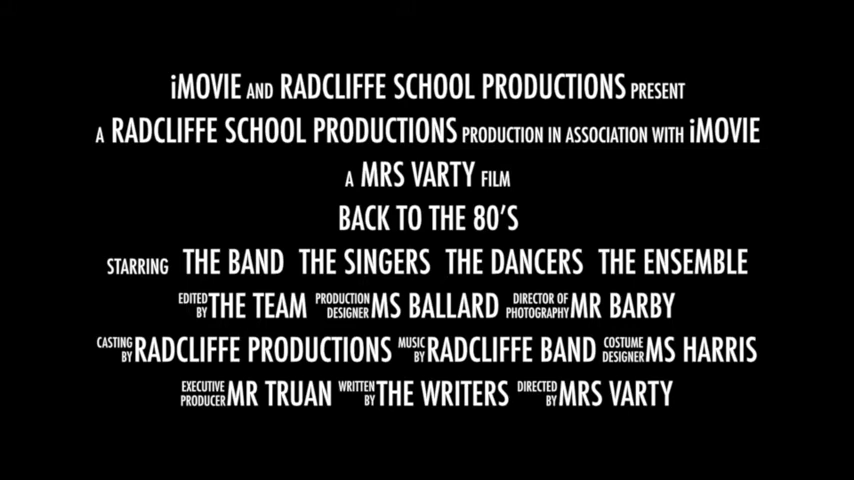 iMOVIE AND RADCLIFFE SCHOOL PRODUCTIONS PRESENT
A RADCLIFFE SCHOOL PRODUCTIONS PRODUCTION IN ASSOCIATION WITH iMOVIE
A MRS VARTY FILM
BACK TO THE 80'S
STARRING THE BAND THE SINGERS THE DANCERS THE ENSEMBLE
EDITED BY THE TEAM PRODUCTION DESIGNER MS BALLARD DIRECTOR OF PHOTOGRAPHY MR BARBY
CASTING BY RADCLIFFE PRODUCTIONS MUSIC BY RADCLIFFE BAND COSTUME DESIGNER MS HARRIS
EXECUTIVE PRODUCER MR TRUAN WRITTEN BY THE WRITERS DIRECTED BY MRS VARTY